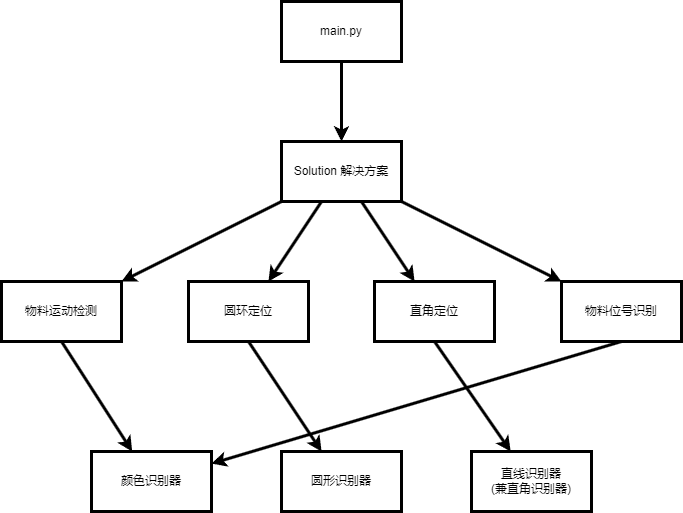 main.py
Solution 解决方案
物料运动检测
圆环定位
直角定位
物料位号识别
颜色识别器
圆形识别器
直线识别器
(兼直角识别器)